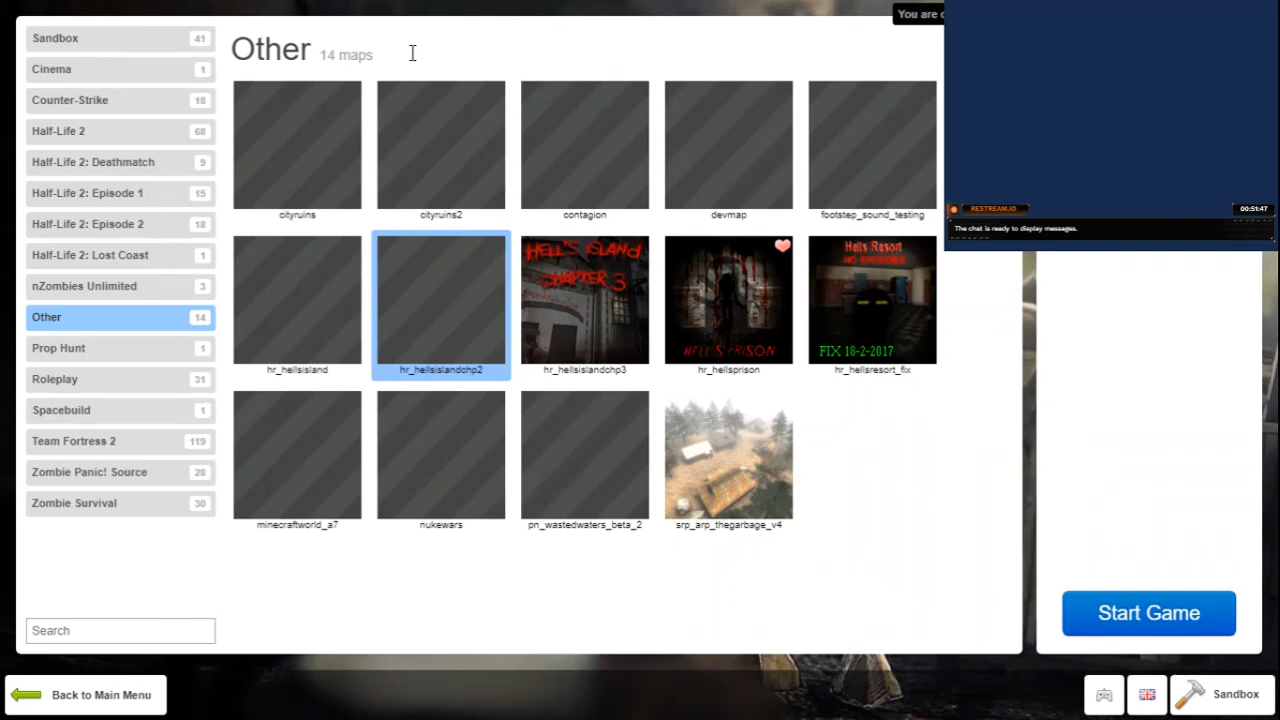 You are
Sandbox 41
Cinema 1
Counter-Strike 18
Half-Life 2 68
Half-Life 2: Deathmatch 9
Half-Life 2: Episode 1 15
Half-Life 2: Episode 2 18
Half-Life 2: Lost Coast 1
nZombies Unlimited 3
Other 14
Prop Hunt 1
Roleplay 31
Spacebuild 1
Team Fortress 2 119
Zombie Panic! Source 28
Zombie Survival 30
Search
Other 14 maps
cityruins cityruins2 contagion devmap footstep_sound_testing
HELL'S ISLAND
CHAPTER 3
HELL'S PRISON
Hells Resort
FIX 18-2-2017
hr_hellsisland hr_hellsislandchp2 hr_hellsislandchp3 hr_hellsprison hr_hellsresort_fix
minecraftworld_a7 nukewars pn_wastedwaters_beta_2 srp_arp_thegarbage_v4
RESTREAM.IO 00:51:47
The chat is ready to display messages.
Start Game
Back to Main Menu
Sandbox